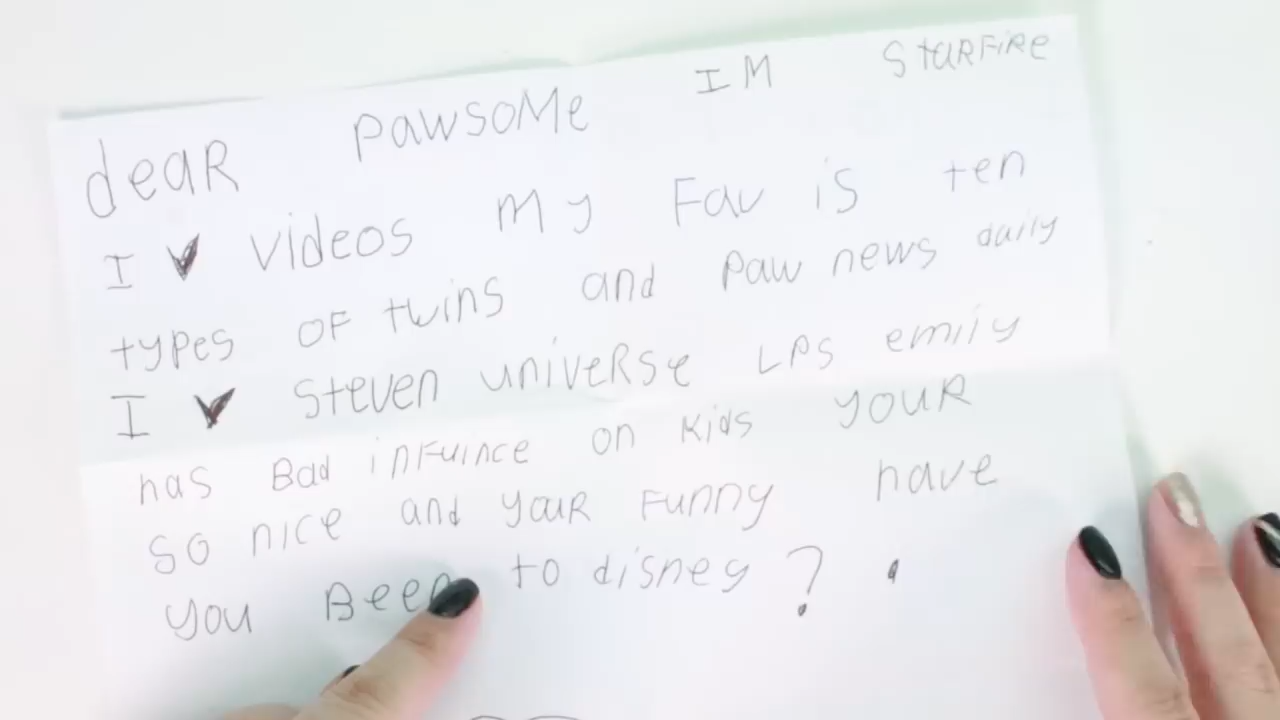 deaR pawsoMe IM StaRFiRe
I ♥ videos My Fav is ten
types OF twins and Paw news daily
I ♥ Steven univeRse LPS emily
has Bad inFuince on Kids youR
so nice and youR Funny have
you Been to disney?